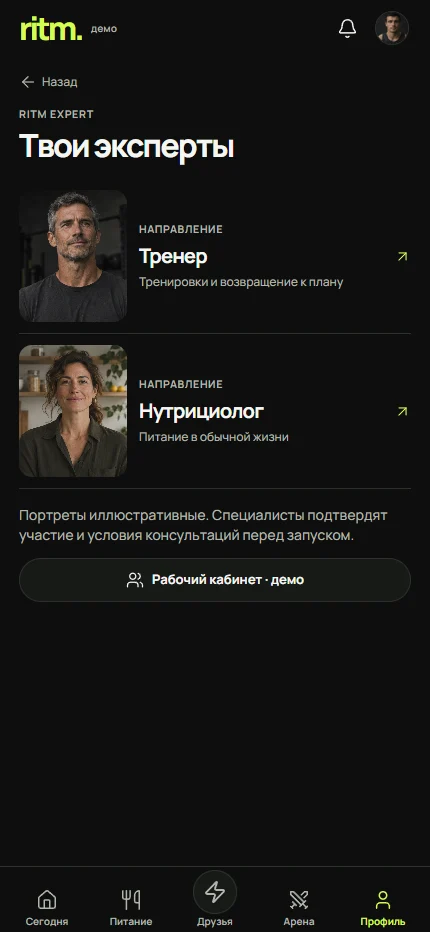 ritm. демо
Назад
RITM EXPERT
Твои эксперты
НАПРАВЛЕНИЕ
Тренер
Тренировки и возвращение к плану
НАПРАВЛЕНИЕ
Нутрициолог
Питание в обычной жизни
Портреты иллюстративные. Специалисты подтвердят
участие и условия консультаций перед запуском.
Рабочий кабинет · демо
Сегодня
Питание
Друзья
Арена
Профиль